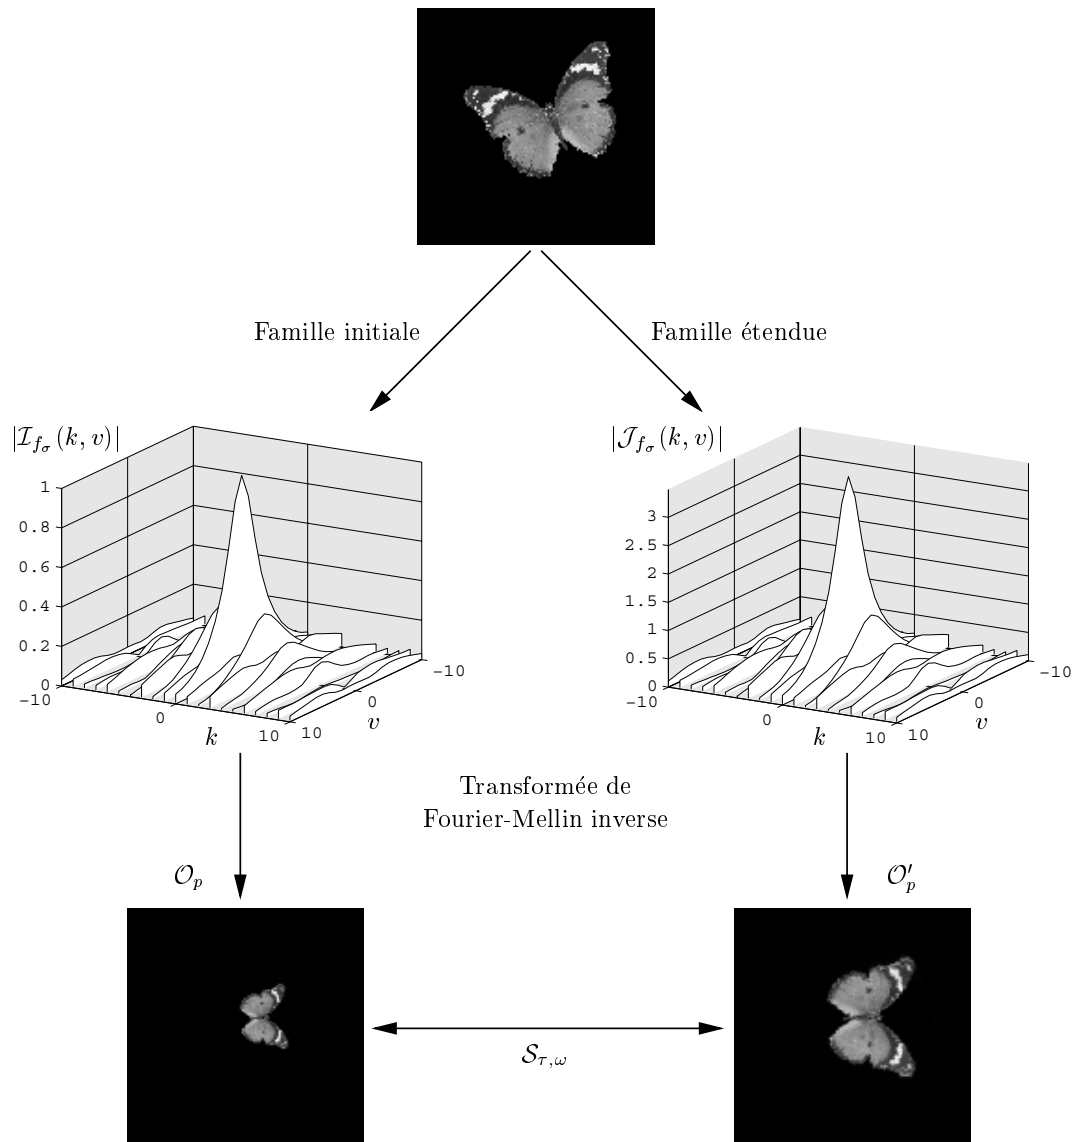 Famille initiale
Famille étendue
|ℐ_{f_σ}(k, v)|
1
0.8
0.6
0.4
0.2
0
-10
0
10
k
10
0
-10
v
|𝒥_{f_σ}(k, v)|
3
2.5
2
1.5
1
0.5
0
-10
0
10
k
10
0
-10
v
Transformée de
Fourier-Mellin inverse
𝒪_p
𝒪′_p
𝒮_{τ,ω}